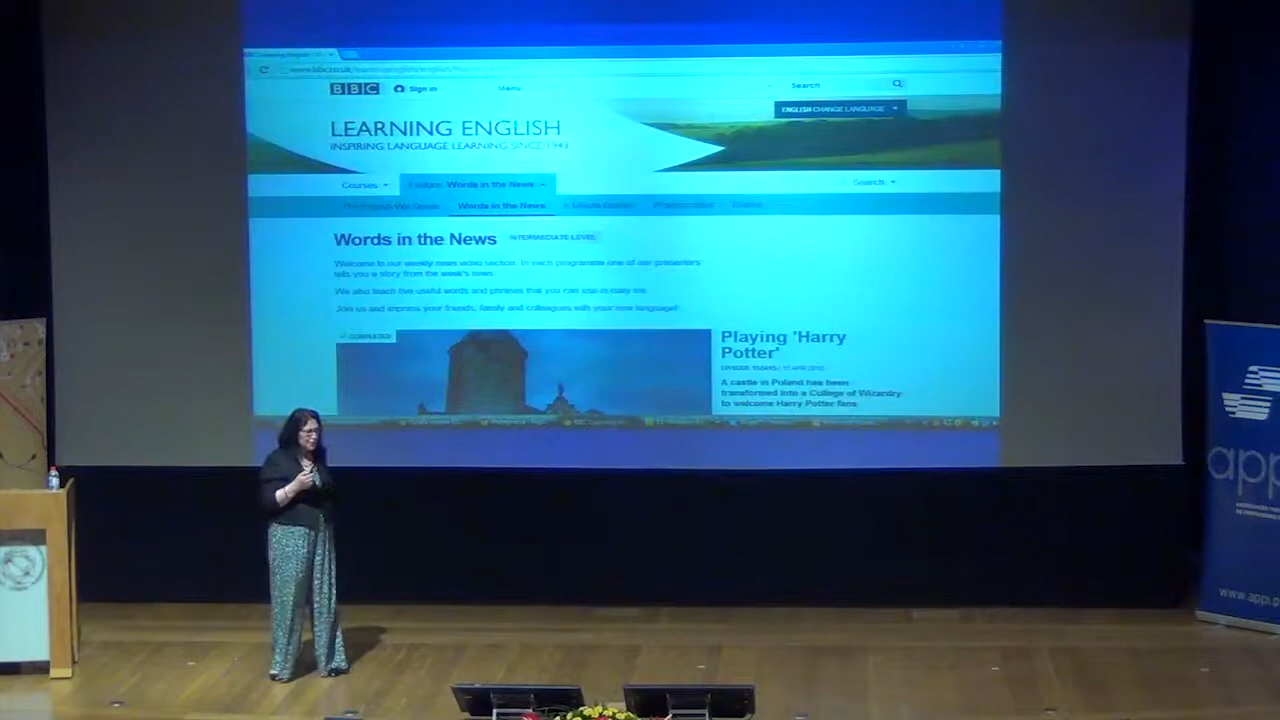 BBC
Sign in
Menu
Search
ENGLISH CHANGE LANGUAGE
LEARNING ENGLISH
INSPIRING LANGUAGE LEARNING SINCE 1943
Courses
Words in the News
Search
Words in the News
Words in the News
INTERMEDIATE LEVEL
Welcome to our weekly news video section. In each programme one of our presenters
tells you a story from the week's news.
We also teach five useful words and phrases that you can use in daily life.
Join us and impress your friends, family and colleagues with your new language!
Playing 'Harry
Potter'
A castle in Poland has been
transformed into a College of Wizardry
to welcome Harry Potter fans
app
www.appi.p